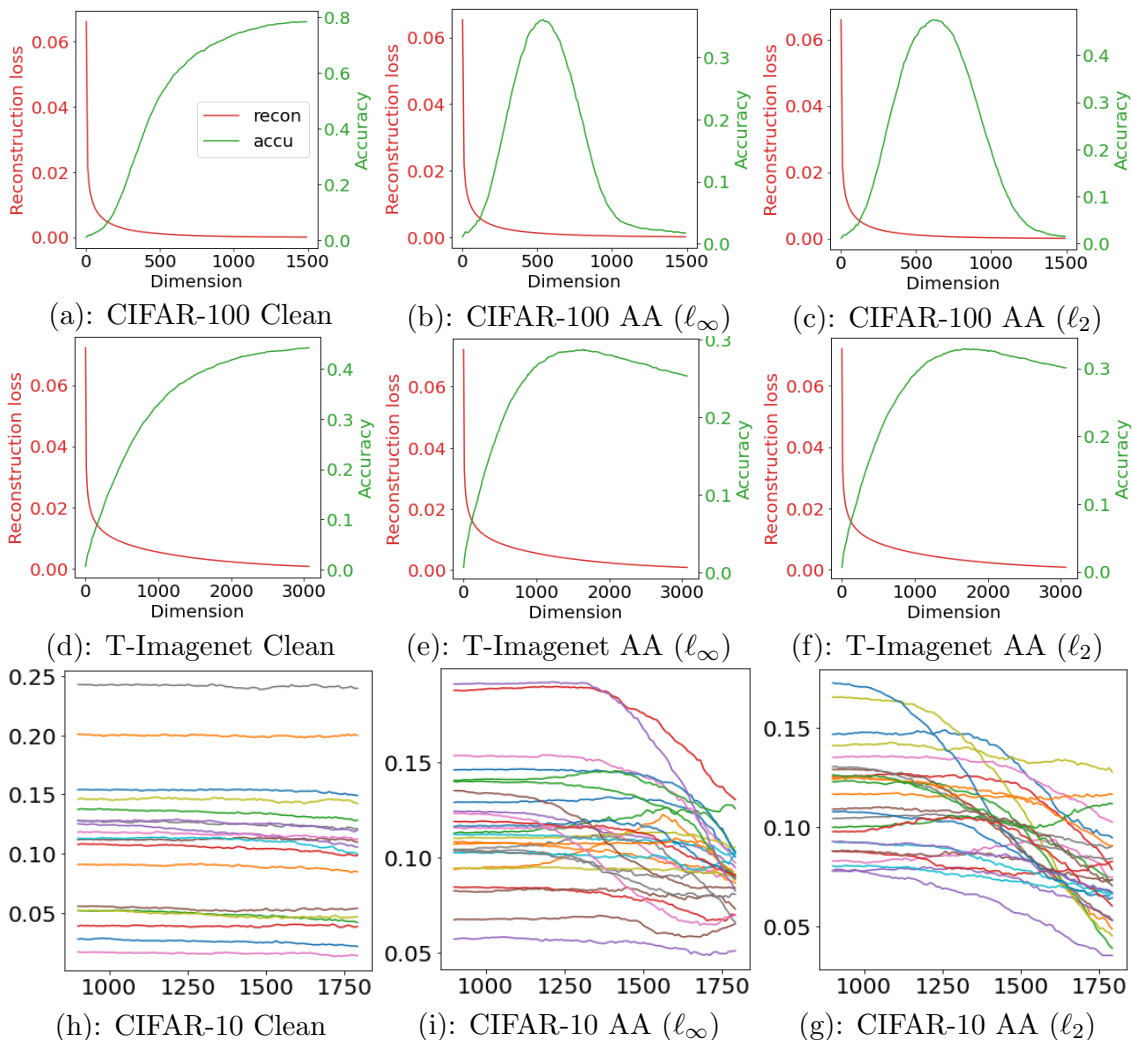 Reconstruction loss
0.06
0.04
0.02
0.00
0.8
0.6
0.4
0.2
0.0
Accuracy
recon
accu
0 500 1000 1500
Dimension
(a): CIFAR-100 Clean
Reconstruction loss
0.06
0.04
0.02
0.00
0.3
0.2
0.1
0.0
Accuracy
0 500 1000 1500
Dimension
(b): CIFAR-100 AA (ℓ∞)
Reconstruction loss
0.06
0.04
0.02
0.00
0.4
0.3
0.2
0.1
0.0
Accuracy
0 500 1000 1500
Dimension
(c): CIFAR-100 AA (ℓ2)
Reconstruction loss
0.06
0.04
0.02
0.00
0.4
0.3
0.2
0.1
0.0
Accuracy
0 1000 2000 3000
Dimension
(d): T-Imagenet Clean
Reconstruction loss
0.06
0.04
0.02
0.00
0.3
0.2
0.1
0.0
Accuracy
0 1000 2000 3000
Dimension
(e): T-Imagenet AA (ℓ∞)
Reconstruction loss
0.06
0.04
0.02
0.00
0.3
0.2
0.1
0.0
Accuracy
0 1000 2000 3000
Dimension
(f): T-Imagenet AA (ℓ2)
0.25
0.20
0.15
0.10
0.05
1000 1250 1500 1750
(h): CIFAR-10 Clean
0.15
0.10
0.05
1000 1250 1500 1750
(i): CIFAR-10 AA (ℓ∞)
0.15
0.10
0.05
1000 1250 1500 1750
(g): CIFAR-10 AA (ℓ2)